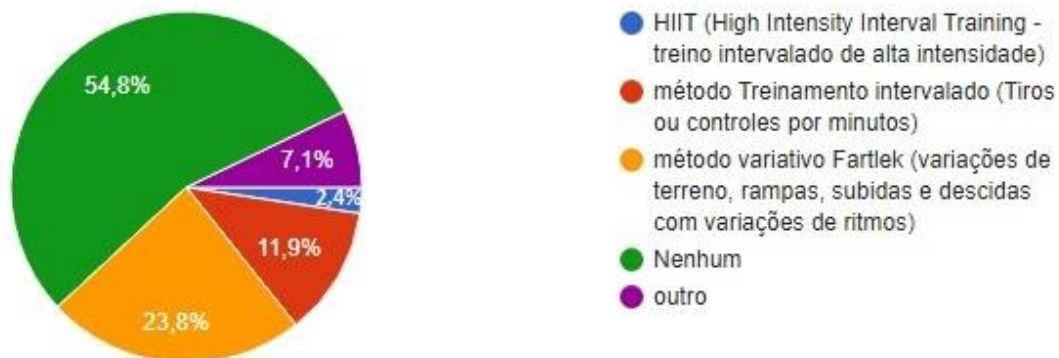 54,8%
7,1%
2,4%
11,9%
23,8%
HIIT (High Intensity Interval Training -
treino intervalado de alta intensidade)
método Treinamento intervalado (Tiros
ou controles por minutos)
método variativo Fartlek (variações de
terreno, rampas, subidas e descidas
com variações de ritmos)
Nenhum
outro